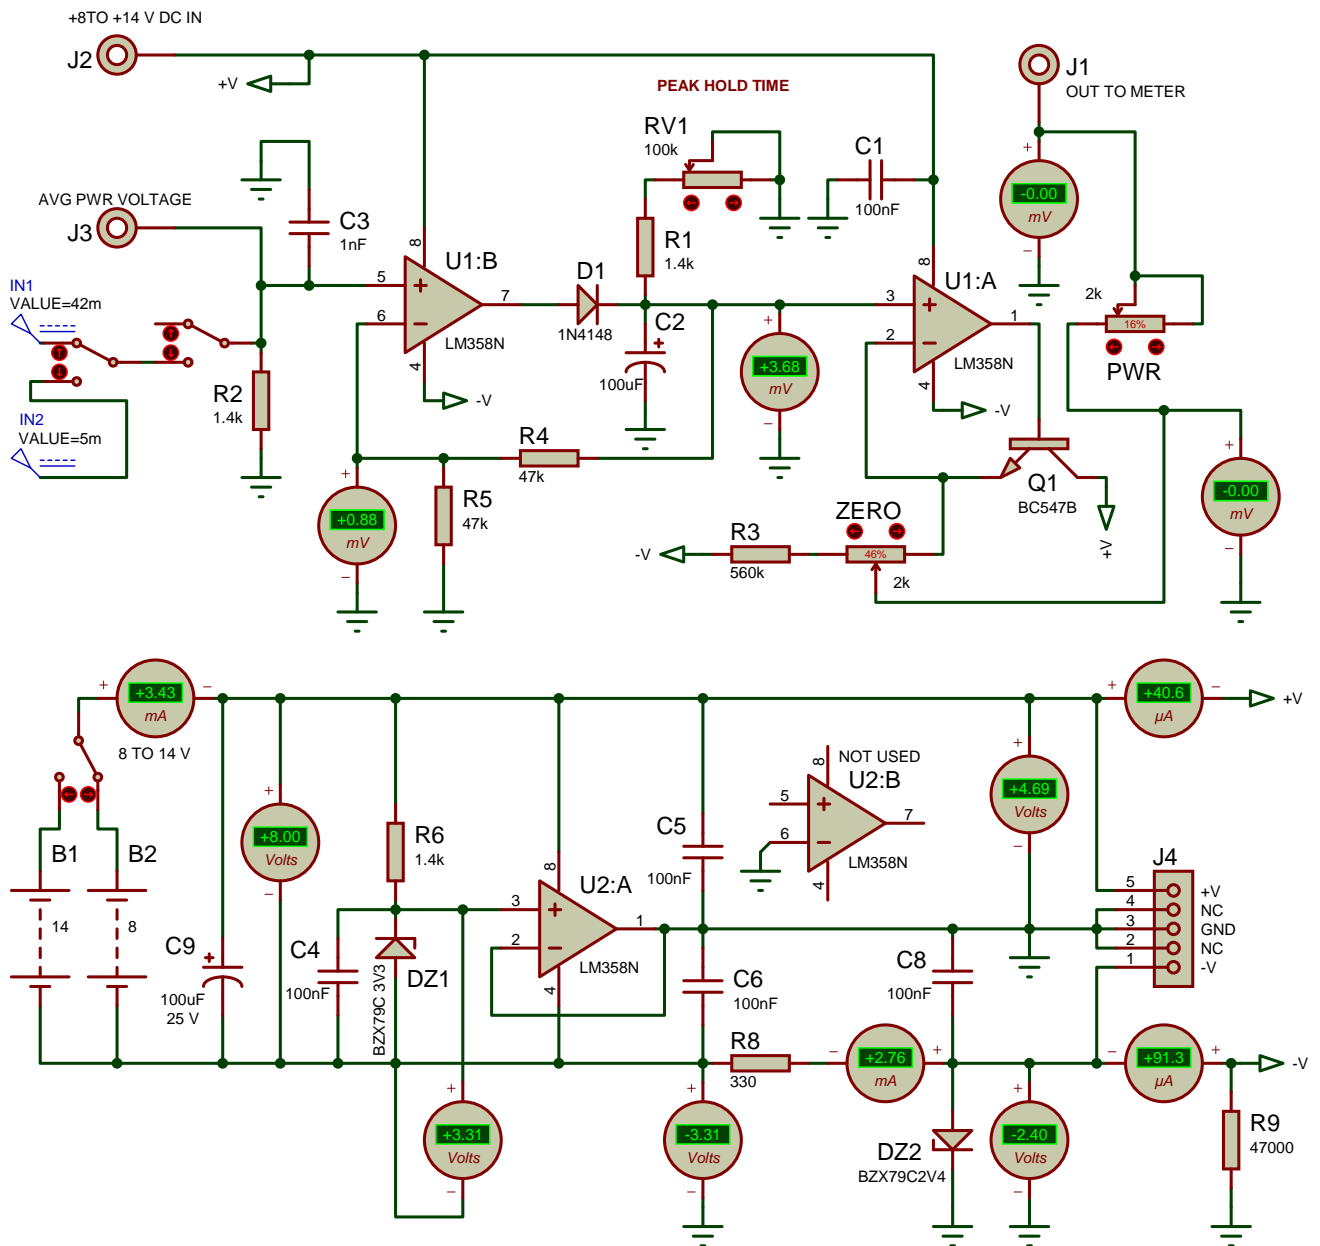 +8TO +14 V DC IN
J2
+V
PEAK HOLD TIME
J1
OUT TO METER
RV1
100k
C1
100nF
+
-0.00
mV
−
AVG PWR VOLTAGE
J3
C3
1nF
R1
1.4k
IN1
VALUE=42m
IN2
VALUE=5m
R2
1.4k
U1:B
5
6
7
8
4
+
−
LM358N
-V
D1
1N4148
C2
+
100uF
+
+3.68
mV
−
U1:A
3
2
1
8
4
+
−
LM358N
-V
2k
16%
PWR
R4
47k
R5
47k
+
+0.88
mV
−
Q1
BC547B
+V
+
-0.00
mV
−
-V
R3
560k
ZERO
46%
2k
+
+3.43
mA
−
8 TO 14 V
+
+40.6
µA
−
+V
B1
14
B2
8
+
+8.00
Volts
−
C9
+
100uF
25 V
R6
1.4k
C4
100nF
DZ1
BZX79C 3V3
U2:A
3
2
1
8
4
+
−
LM358N
C5
100nF
C6
100nF
NOT USED
U2:B
5
6
7
8
4
+
−
LM358N
+
+4.69
Volts
−
J4
5
4
3
2
1
+V
NC
GND
NC
-V
C8
100nF
R8
330
−
+2.76
mA
+
−
+91.3
µA
+
-V
+
+3.31
Volts
−
+
-3.31
Volts
−
DZ2
BZX79C2V4
+
-2.40
Volts
−
R9
47000